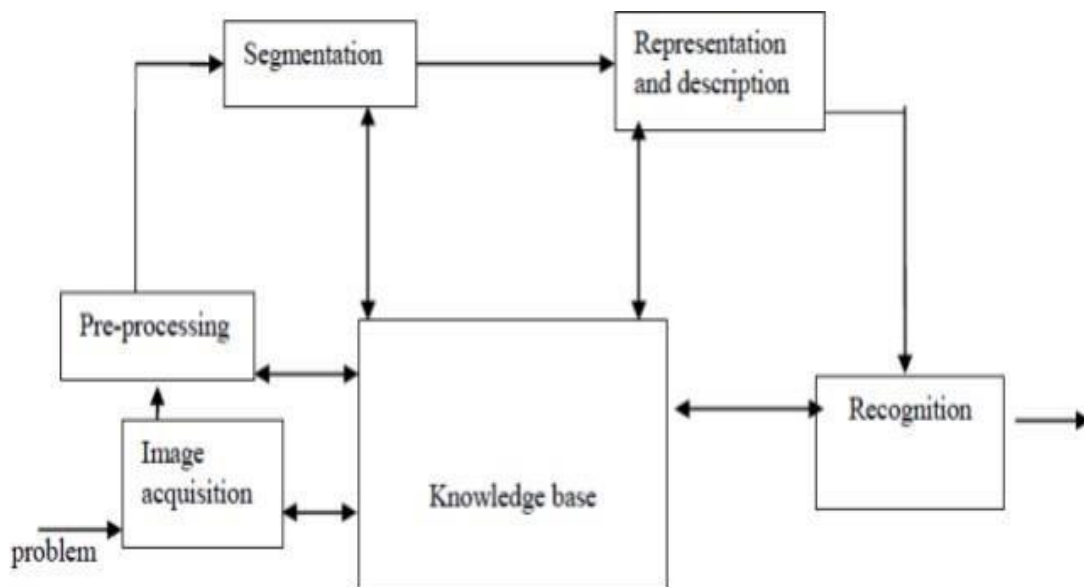 Segmentation
Representation
and description
Pre-processing
Image
acquisition
problem
Knowledge base
Recognition